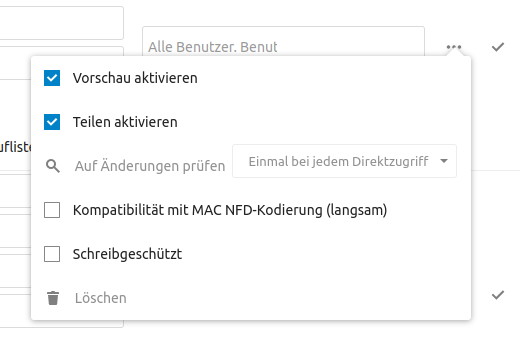 Alle Benutzer. Benut
Vorschau aktivieren
Teilen aktivieren
uflist
Auf Änderungen prüfen Einmal bei jedem Direktzugriff
Kompatibilität mit MAC NFD-Kodierung (langsam)
Schreibgeschützt
Löschen